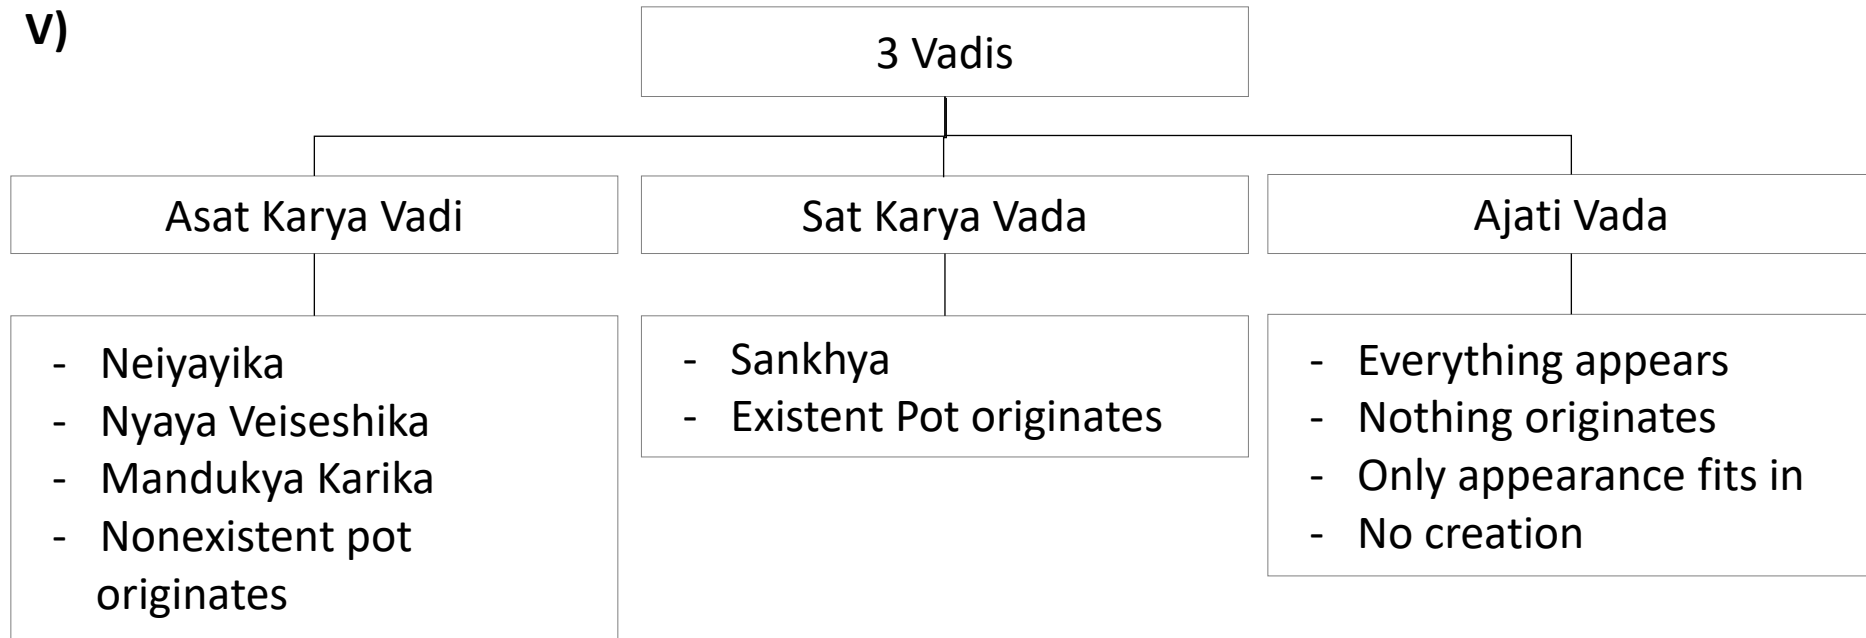 V)
3 Vadis
Asat Karya Vadi
Sat Karya Vada
Ajati Vada
- Neiyayika
- Nyaya Veiseshika
- Mandukya Karika
- Nonexistent pot
originates
- Sankhya
- Existent Pot originates
- Everything appears
- Nothing originates
- Only appearance fits in
- No creation